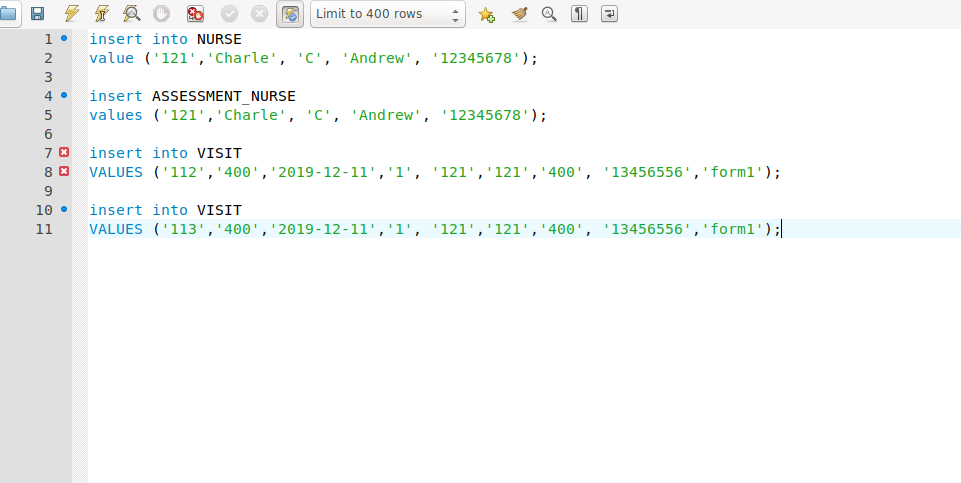 Limit to 400 rows
1 insert into NURSE
2 value ('121','Charle', 'C', 'Andrew', '12345678');
3
4 insert ASSESSMENT_NURSE
5 values ('121','Charle', 'C', 'Andrew', '12345678');
6
7 insert into VISIT
8 VALUES ('112','400','2019-12-11','1', '121','121','400', '13456556','form1');
9
10 insert into VISIT
11 VALUES ('113','400','2019-12-11','1', '121','121','400', '13456556','form1');